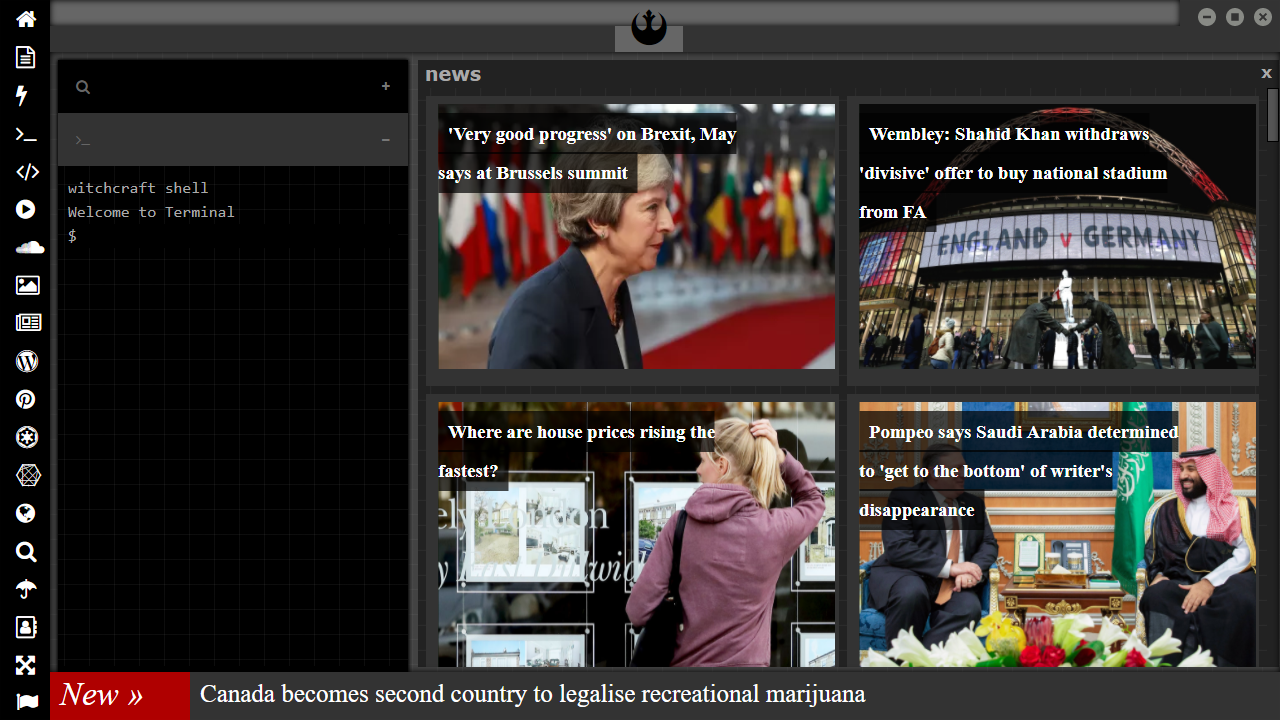 news
x
+
>_
−
witchcraft shell
Welcome to Terminal
$
'Very good progress' on Brexit, May
says at Brussels summit
Wembley: Shahid Khan withdraws
'divisive' offer to buy national stadium
from FA
ENGLAND v GERMANY
Where are house prices rising the
fastest?
Pompeo says Saudi Arabia determined
to 'get to the bottom' of writer's
disappearance
New »
Canada becomes second country to legalise recreational marijuana